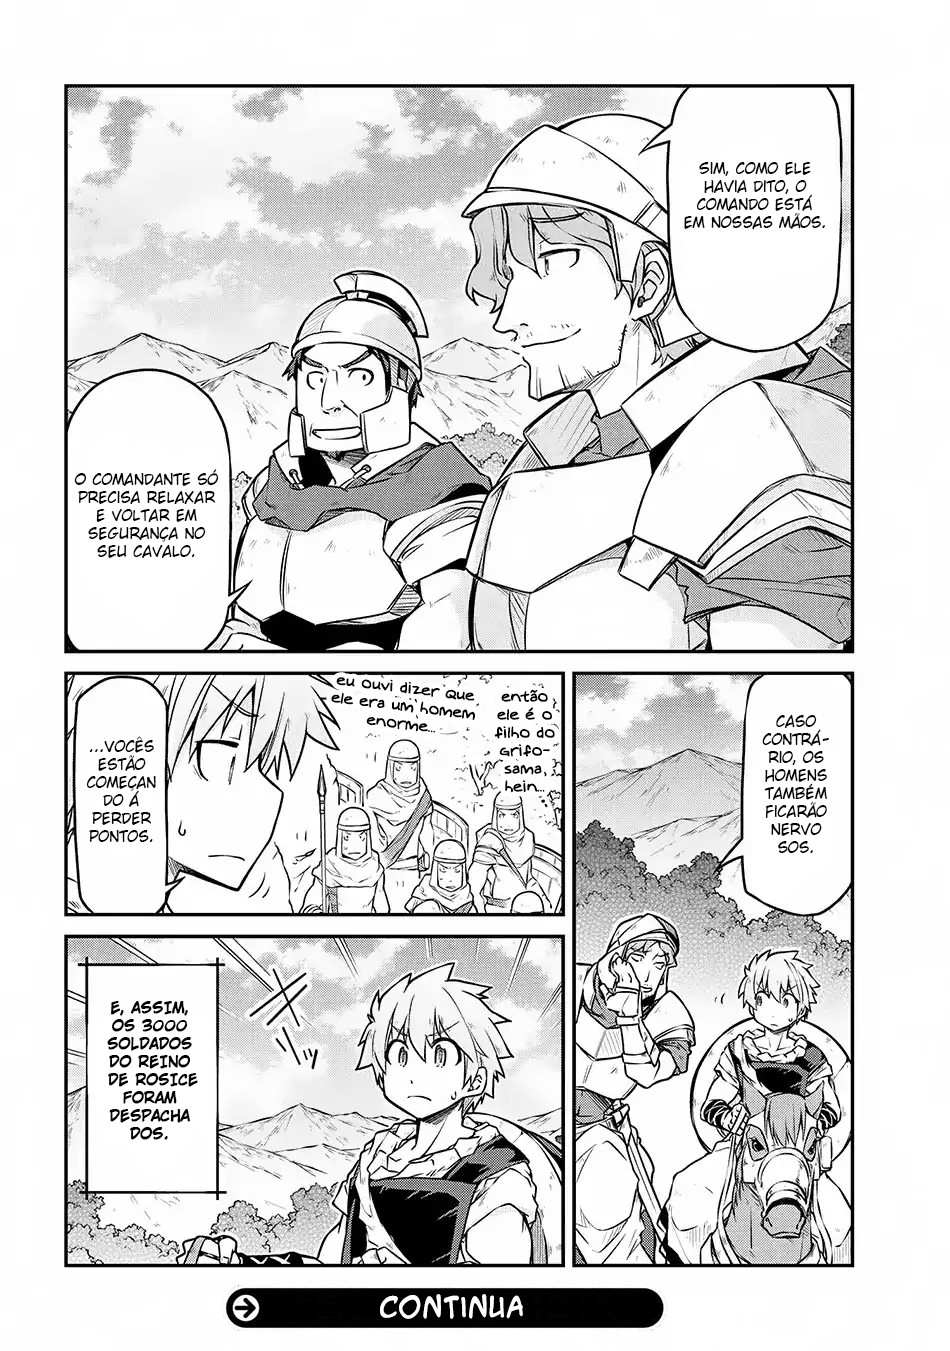 SIM, COMO ELE
HAVIA DITO, O
COMANDO ESTÁ
EM NOSSAS MÃOS.
O COMANDANTE SÓ
PRECISA RELAXAR
E VOLTAR EM
SEGURANÇA NO
SEU CAVALO.
...VOCÊS
ESTÃO
COMEÇAN
DO Á
PERDER
PONTOS.
eu ouvi dizer que
ele era um homem
enorme...
então
ele é o
filho do
Grifo-
sama,
hein...
CASO
CONTRÁ-
RIO, OS
HOMENS
TAMBÉM
FICARÃO
NERVO
SOS.
E, ASSIM,
OS 3000
SOLDADOS
DO REINO
DE ROSICE
FORAM
DESPACHA
DOS.
CONTINUA